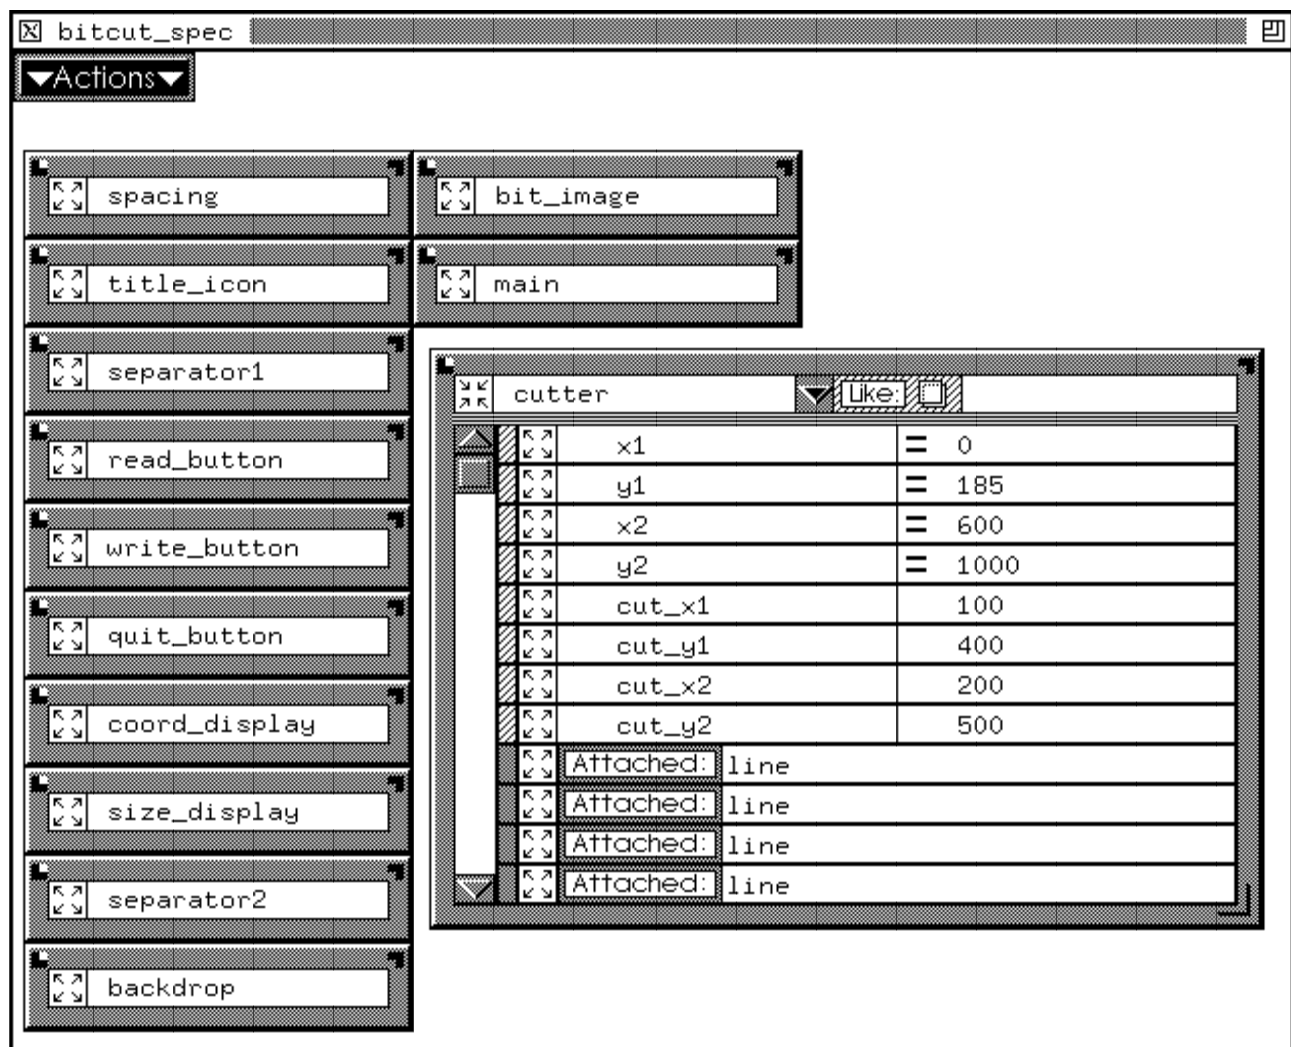 bitcut_spec
Actions
spacing
bit_image
title_icon
main
separator1
read_button
write_button
quit_button
coord_display
size_display
separator2
backdrop
cutter Like:
x1 = 0
y1 = 185
x2 = 600
y2 = 1000
cut_x1 100
cut_y1 400
cut_x2 200
cut_y2 500
Attached: line
Attached: line
Attached: line
Attached: line